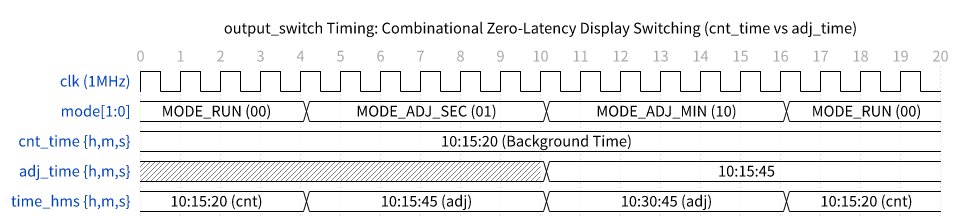 output_switch Timing: Combinational Zero-Latency Display Switching (cnt_time vs adj_time)
0 1 2 3 4 5 6 7 8 9 10 11 12 13 14 15 16 17 18 19 20
clk (1MHz)
mode[1:0] MODE_RUN (00) MODE_ADJ_SEC (01) MODE_ADJ_MIN (10) MODE_RUN (00)
cnt_time {h,m,s} 10:15:20 (Background Time)
adj_time {h,m,s} 10:15:45
time_hms {h,m,s} 10:15:20 (cnt) 10:15:45 (adj) 10:30:45 (adj) 10:15:20 (cnt)